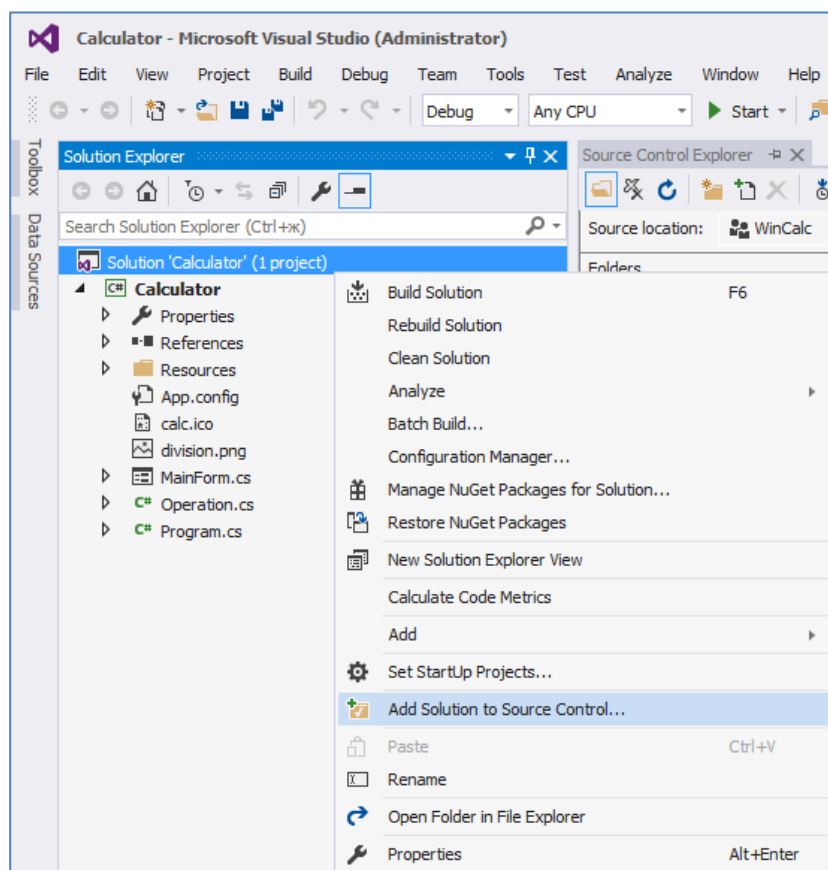 Calculator - Microsoft Visual Studio (Administrator)
File Edit View Project Build Debug Team Tools Test Analyze Window Help
Debug Any CPU Start
Toolbox
Data Sources
Solution Explorer
Search Solution Explorer (Ctrl+ж)
Solution 'Calculator' (1 project)
C# Calculator
Properties
References
Resources
App.config
calc.ico
division.png
MainForm.cs
C# Operation.cs
C# Program.cs
Source Control Explorer
Source location: WinCalc
Folders
Build Solution F6
Rebuild Solution
Clean Solution
Analyze
Batch Build...
Configuration Manager...
Manage NuGet Packages for Solution...
Restore NuGet Packages
New Solution Explorer View
Calculate Code Metrics
Add
Set StartUp Projects...
Add Solution to Source Control...
Paste Ctrl+V
Rename
Open Folder in File Explorer
Properties Alt+Enter